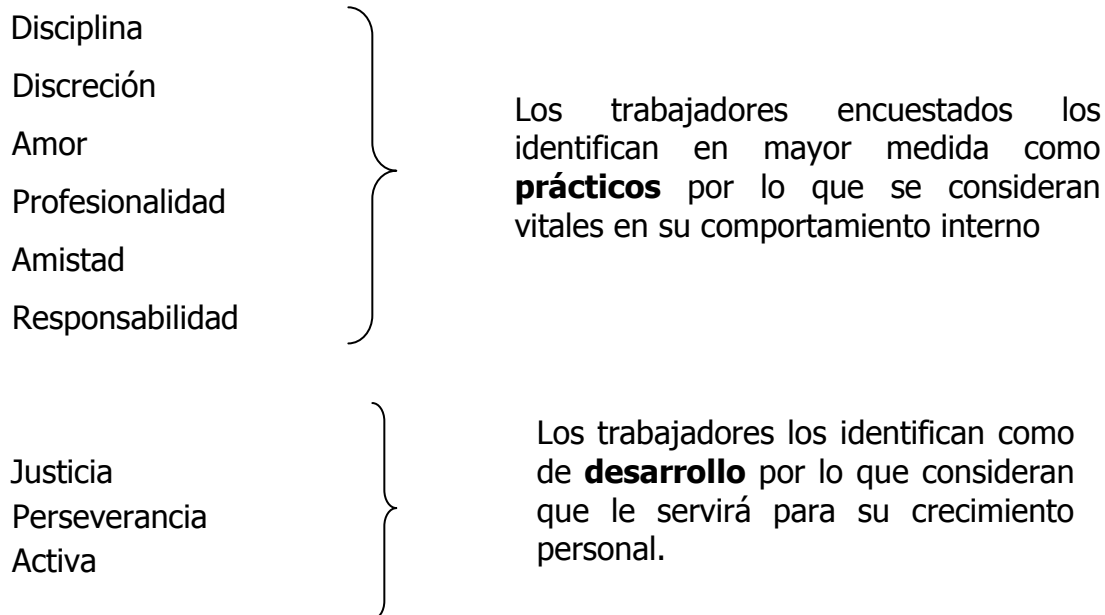 Disciplina
Discreción
Amor
Profesionalidad
Amistad
Responsabilidad
Los trabajadores encuestados los
identifican en mayor medida como
prácticos por lo que se consideran
vitales en su comportamiento interno
Justicia
Perseverancia
Activa
Los trabajadores los identifican como
de desarrollo por lo que consideran
que le servirá para su crecimiento
personal.